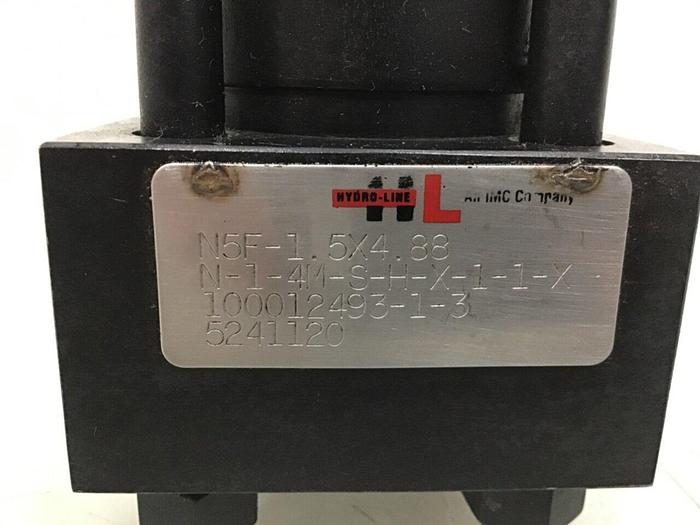 HYDRO-LINE HL An IMC Company
N5F-1.5X4.88
N-1-4M-S-H-X-1-1-X
100012493-1-3
5241120